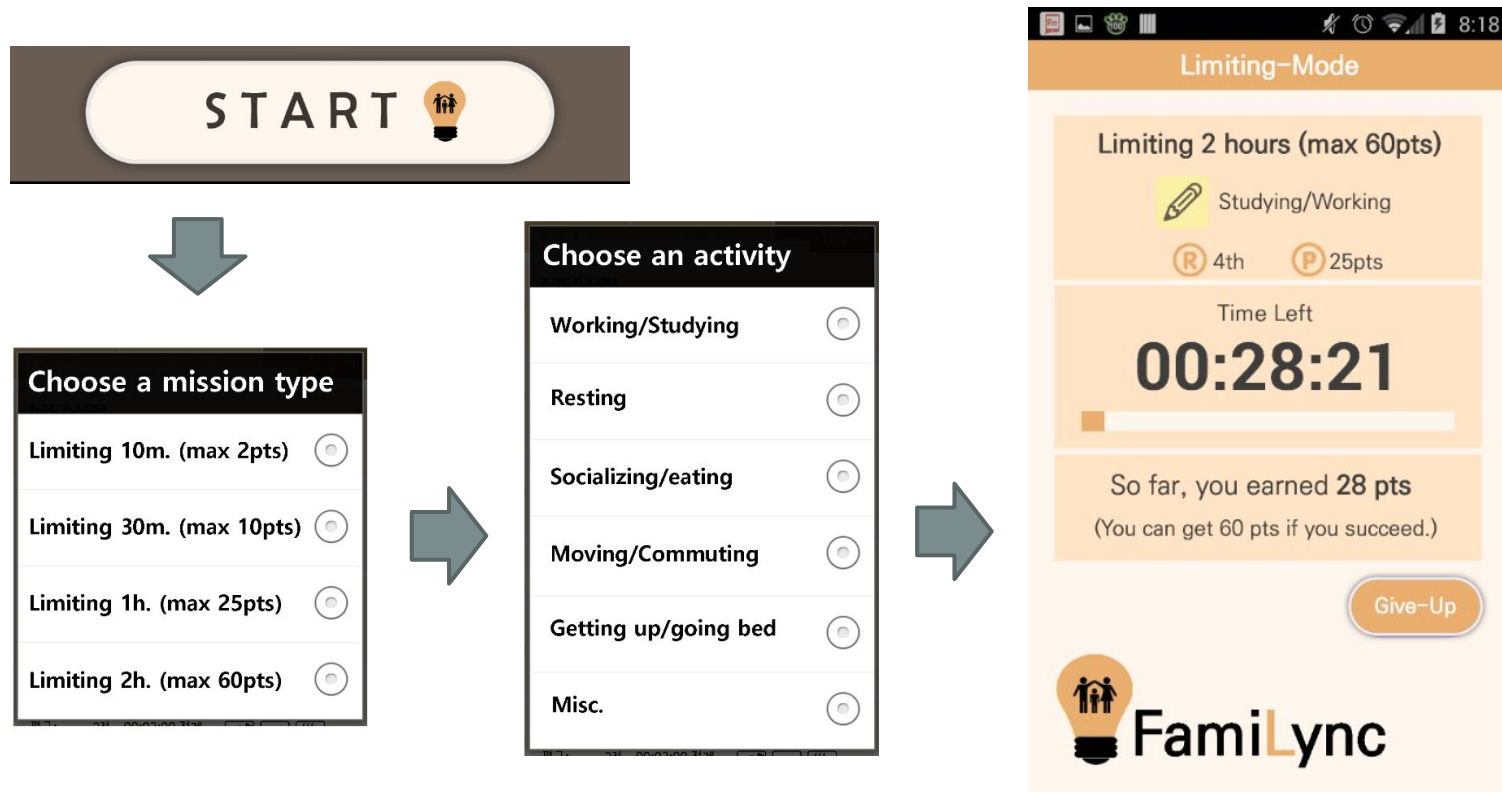 START
Choose a mission type
Limiting 10m. (max 2pts)
Limiting 30m. (max 10pts)
Limiting 1h. (max 25pts)
Limiting 2h. (max 60pts)
Choose an activity
Working/Studying
Resting
Socializing/eating
Moving/Commuting
Getting up/going bed
Misc.
100
8:18
Limiting-Mode
Limiting 2 hours (max 60pts)
Studying/Working
R 4th P 25pts
Time Left
00:28:21
So far, you earned 28 pts
(You can get 60 pts if you succeed.)
Give-Up
FamiLync